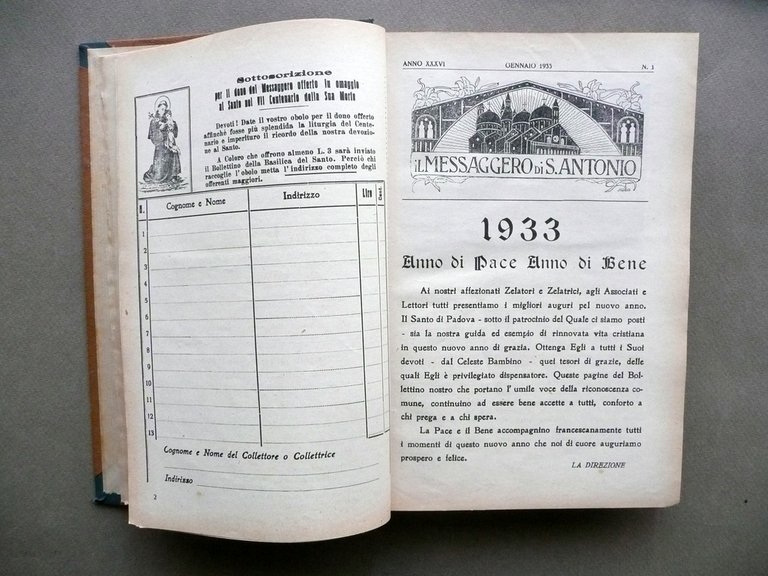 Sottoscrizione
per il dono del Messaggero offerto in omaggio
al Santo nel VII Centenario della Sua Morte
Devoti! Date il vostro obolo per il dono offerto
affinchè fosse più splendida la liturgia del Cente-
nario e imperituro il ricordo della nostra devozio-
ne al Santo.
A Coloro che offrono almeno L. 3 sarà inviato
il Bollettino della Basilica del Santo. Perciò chi
raccoglie l'obolo metta l'indirizzo completo degli
offerenti maggiori.
N. Cognome e Nome Indirizzo Lire Cent.
1
2
3
4
5
6
7
8
9
10
11
12
13
Cognome e Nome del Collettore o Collettrice
Indirizzo
2
ANNO XXXVI GENNAIO 1933 N. 1
IL MESSAGGERO DI S. ANTONIO
1933
Anno di Pace Anno di Bene
Ai nostri affezionati Zelatori e Zelatrici, agli Associati e
Lettori tutti presentiamo i migliori auguri pel nuovo anno.
Il Santo di Padova - sotto il patrocinio del Quale ci siamo posti
- sia la nostra guida ed esempio di rinnovata vita cristiana
in questo nuovo anno di grazia. Ottenga Egli a tutti i Suoi
devoti - dal Celeste Bambino - quei tesori di grazie, delle
quali Egli è privilegiato dispensatore. Queste pagine del Bol-
lettino nostro che portano l'umile voce della riconoscenza co-
mune, continuino ad essere bene accette a tutti, conforto a
chi prega e a chi spera.
La Pace e il Bene accompagnino francescanamente tutti
i momenti di questo nuovo anno che noi di cuore auguriamo
prospero e felice.
LA DIREZIONE